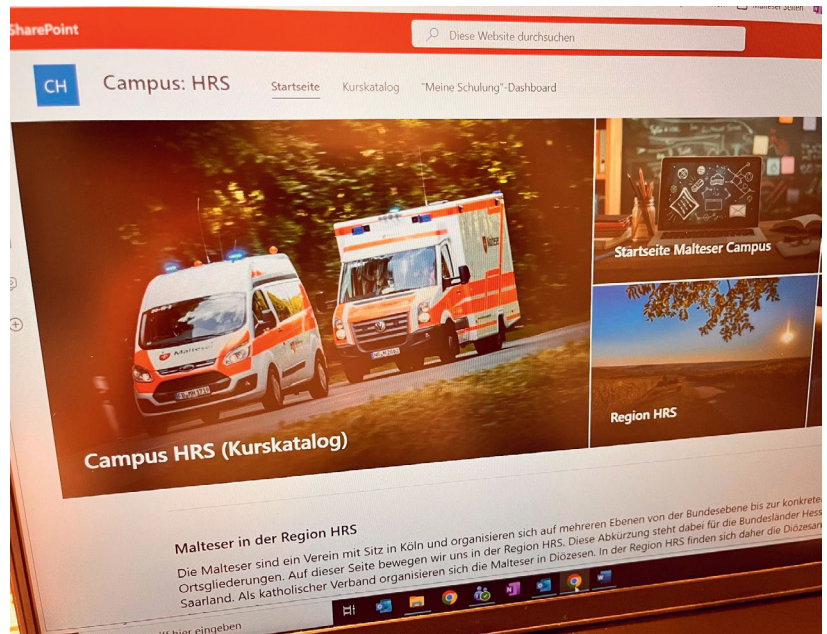 SharePoint
Diese Website durchsuchen
CH
Campus: HRS
Startseite
Kurskatalog
"Meine Schulung"-Dashboard
Malteser
Startseite Malteser Campus
Campus HRS (Kurskatalog)
Region HRS
Malteser in der Region HRS
Die Malteser sind ein Verein mit Sitz in Köln und organisieren sich auf mehreren Ebenen von der Bundesebene bis zur konkrete
Ortsgliederungen. Auf dieser Seite bewegen wir uns in der Region HRS. Diese Abkürzung steht dabei für die Bundesländer Hess
Saarland. Als katholischer Verband organisieren sich die Malteser in Diözesen. In der Region HRS finden sich daher die Diözesan
hier eingeben